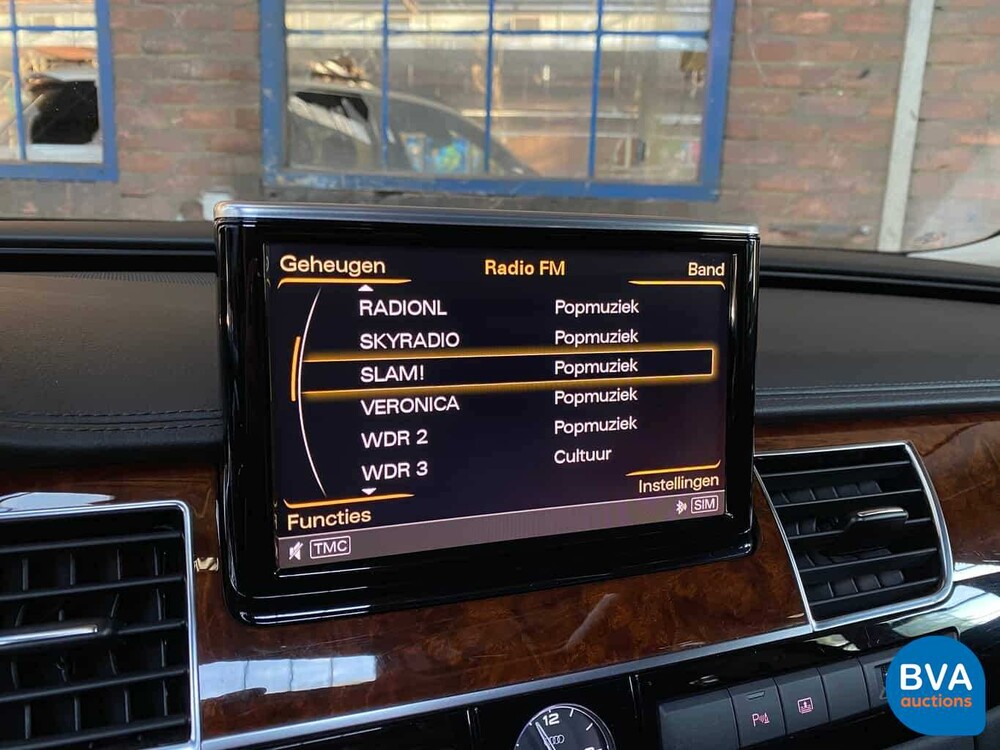 Geheugen Radio FM Band
RADIONL Popmuziek
SKYRADIO Popmuziek
SLAM! Popmuziek
VERONICA Popmuziek
WDR 2 Popmuziek
WDR 3 Cultuur
Functies Instellingen
TMC SIM
12
P
BVA
auctions